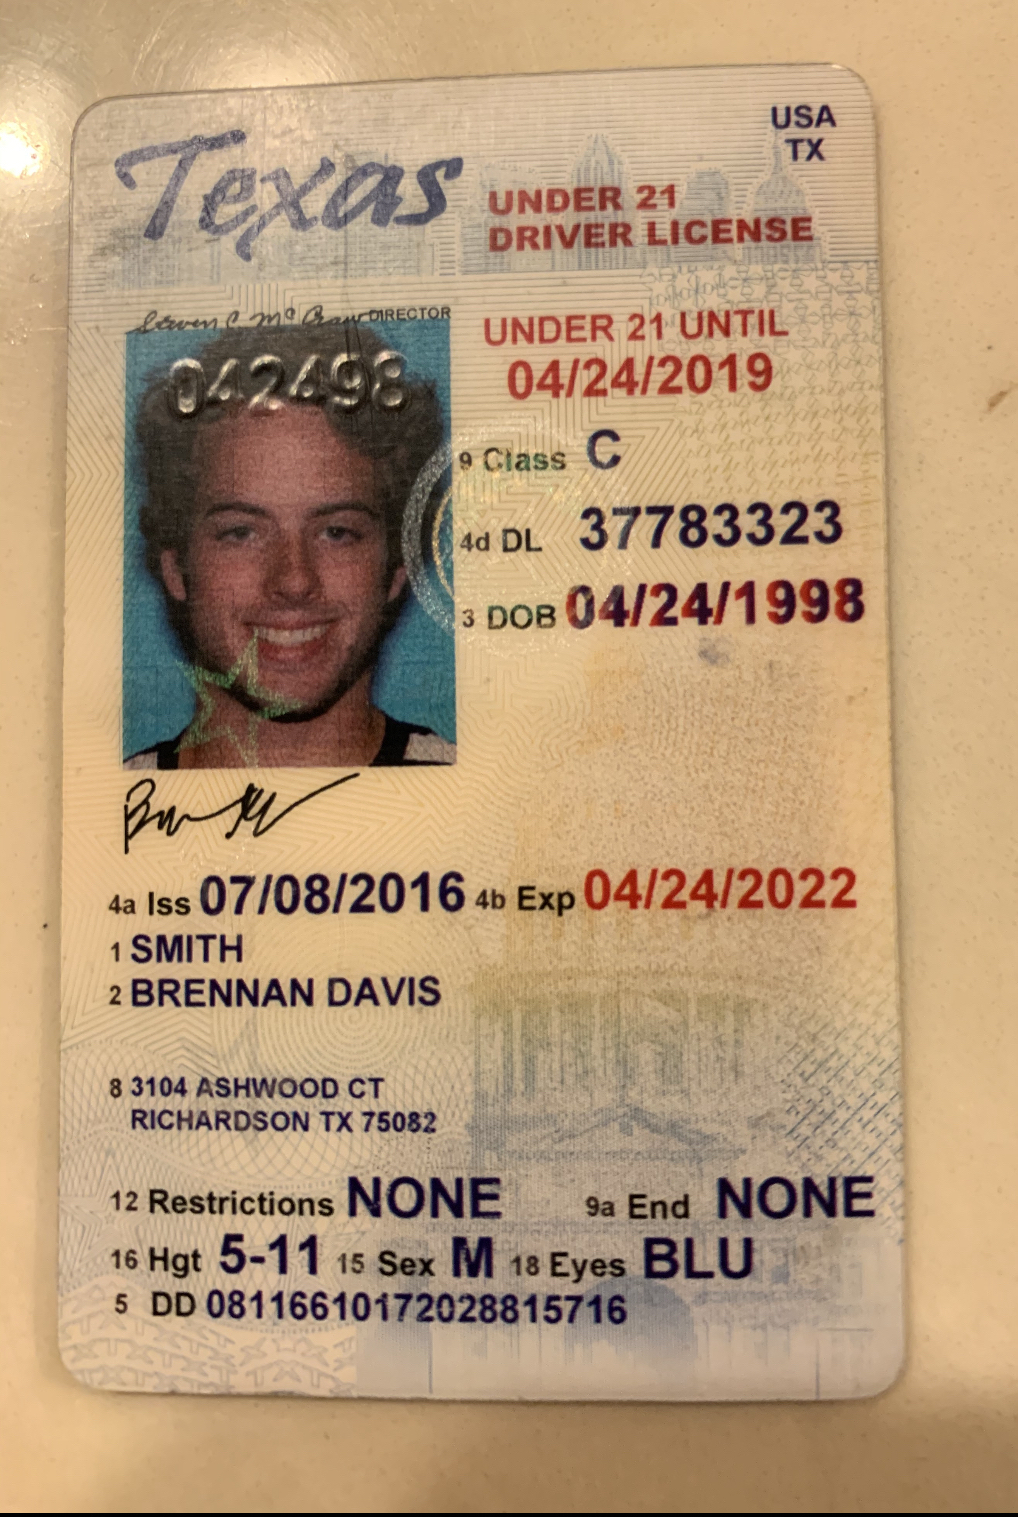 USA
TX
Texas
UNDER 21
DRIVER LICENSE
DIRECTOR
UNDER 21 UNTIL
04/24/2019
042498
9 Class C
4d DL 37783323
3 DOB 04/24/1998
4a Iss 07/08/2016 4b Exp 04/24/2022
1 SMITH
2 BRENNAN DAVIS
8 3104 ASHWOOD CT
RICHARDSON TX 75082
12 Restrictions NONE 9a End NONE
16 Hgt 5-11 15 Sex M 18 Eyes BLU
5 DD 08116610172028815716